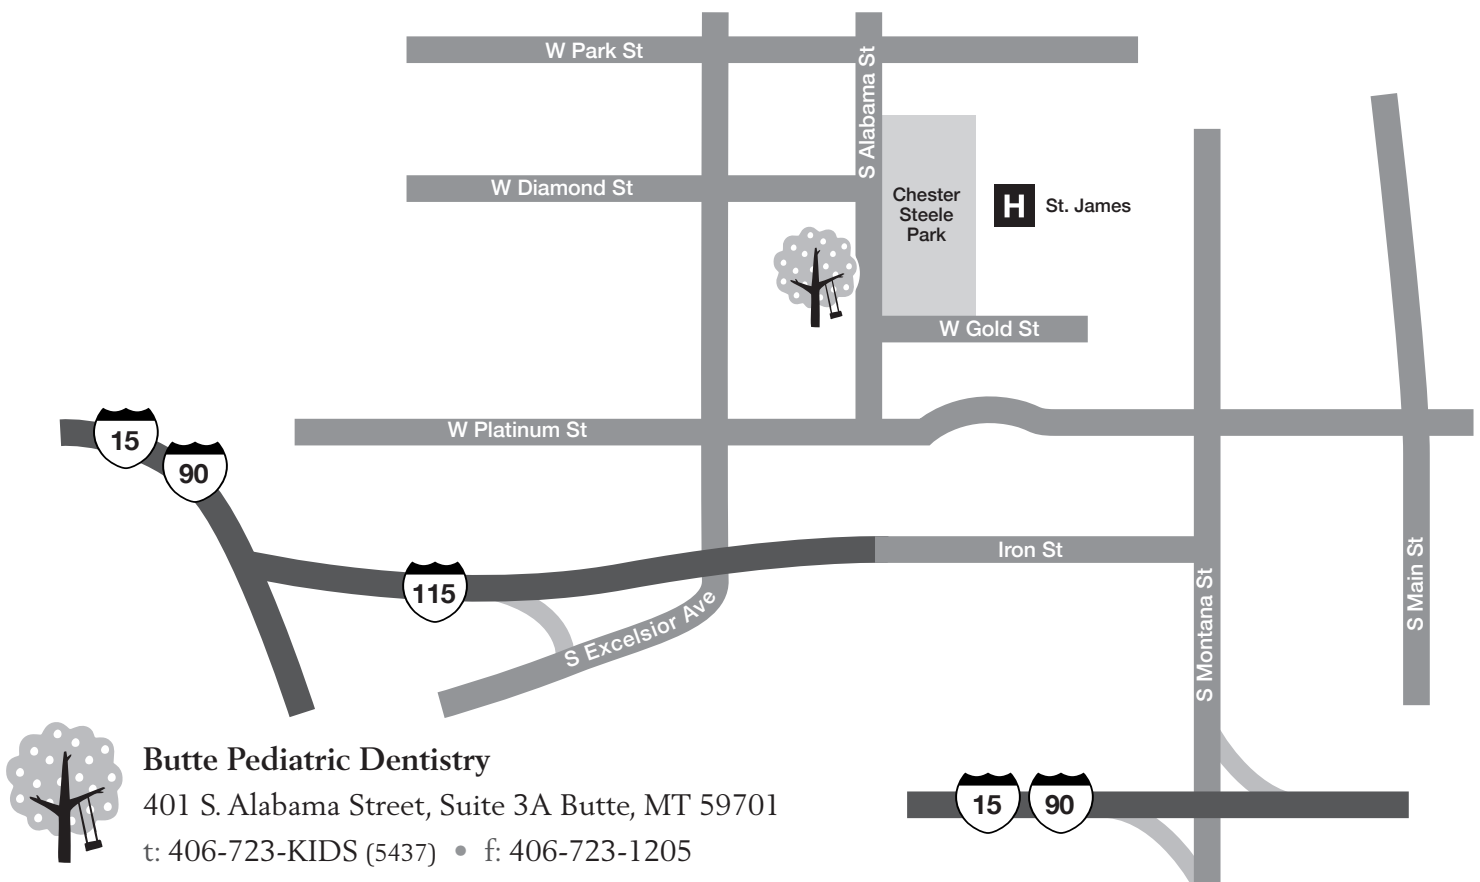 W Park St
S Alabama St
W Diamond St
Chester
Steele
Park
H
St. James
W Gold St
15
90
W Platinum St
115
Iron St
S Excelsior Ave
S Montana St
S Main St
Butte Pediatric Dentistry
401 S. Alabama Street, Suite 3A Butte, MT 59701
t: 406-723-KIDS (5437) • f: 406-723-1205
15
90